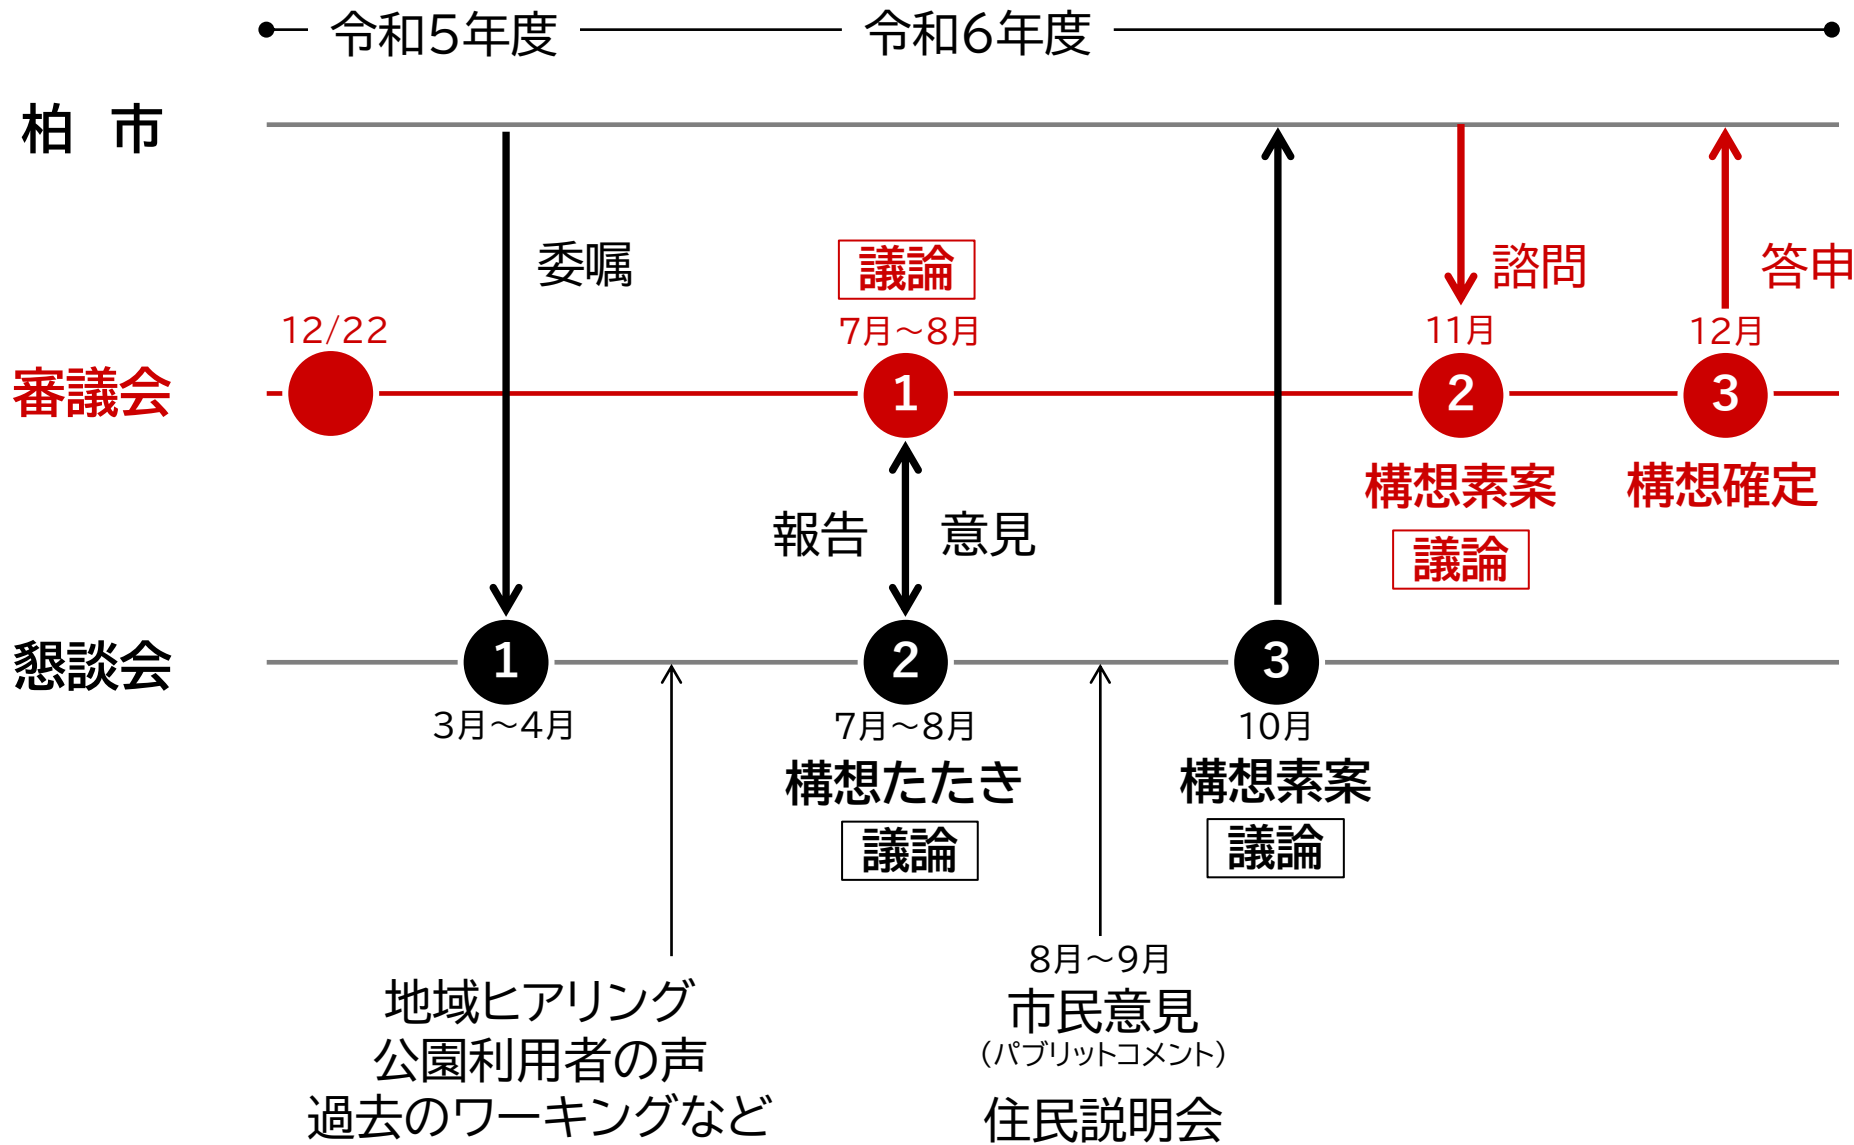 令和5年度
令和6年度
柏 市
委嘱
諮問
答申
議論
12/22
7月～8月
11月
12月
審議会
1
2
3
構想素案
構想確定
議論
報告
意見
懇談会
1
2
3
3月～4月
7月～8月
10月
構想たたき
構想素案
議論
議論
地域ヒアリング
公園利用者の声
過去のワーキングなど
8月～9月
市民意見
（パブリットコメント）
住民説明会